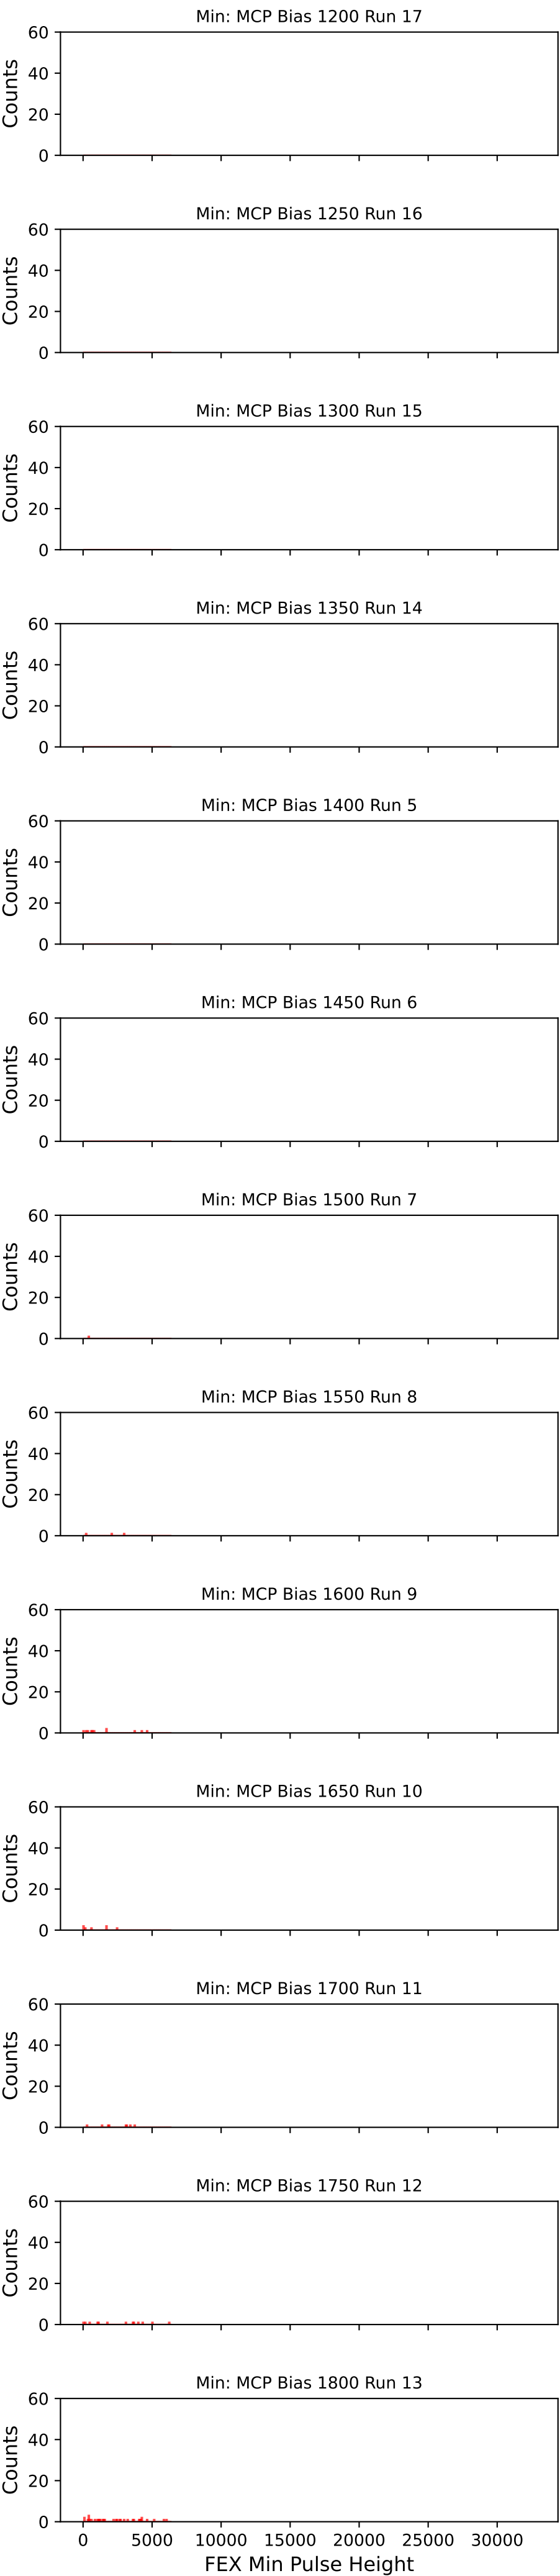 Min: MCP Bias 1200 Run 17
60
40
20
0
Counts
Min: MCP Bias 1250 Run 16
60
40
20
0
Counts
Min: MCP Bias 1300 Run 15
60
40
20
0
Counts
Min: MCP Bias 1350 Run 14
60
40
20
0
Counts
Min: MCP Bias 1400 Run 5
60
40
20
0
Counts
Min: MCP Bias 1450 Run 6
60
40
20
0
Counts
Min: MCP Bias 1500 Run 7
60
40
20
0
Counts
Min: MCP Bias 1550 Run 8
60
40
20
0
Counts
Min: MCP Bias 1600 Run 9
60
40
20
0
Counts
Min: MCP Bias 1650 Run 10
60
40
20
0
Counts
Min: MCP Bias 1700 Run 11
60
40
20
0
Counts
Min: MCP Bias 1750 Run 12
60
40
20
0
Counts
Min: MCP Bias 1800 Run 13
60
40
20
0
Counts
0 5000 10000 15000 20000 25000 30000
FEX Min Pulse Height